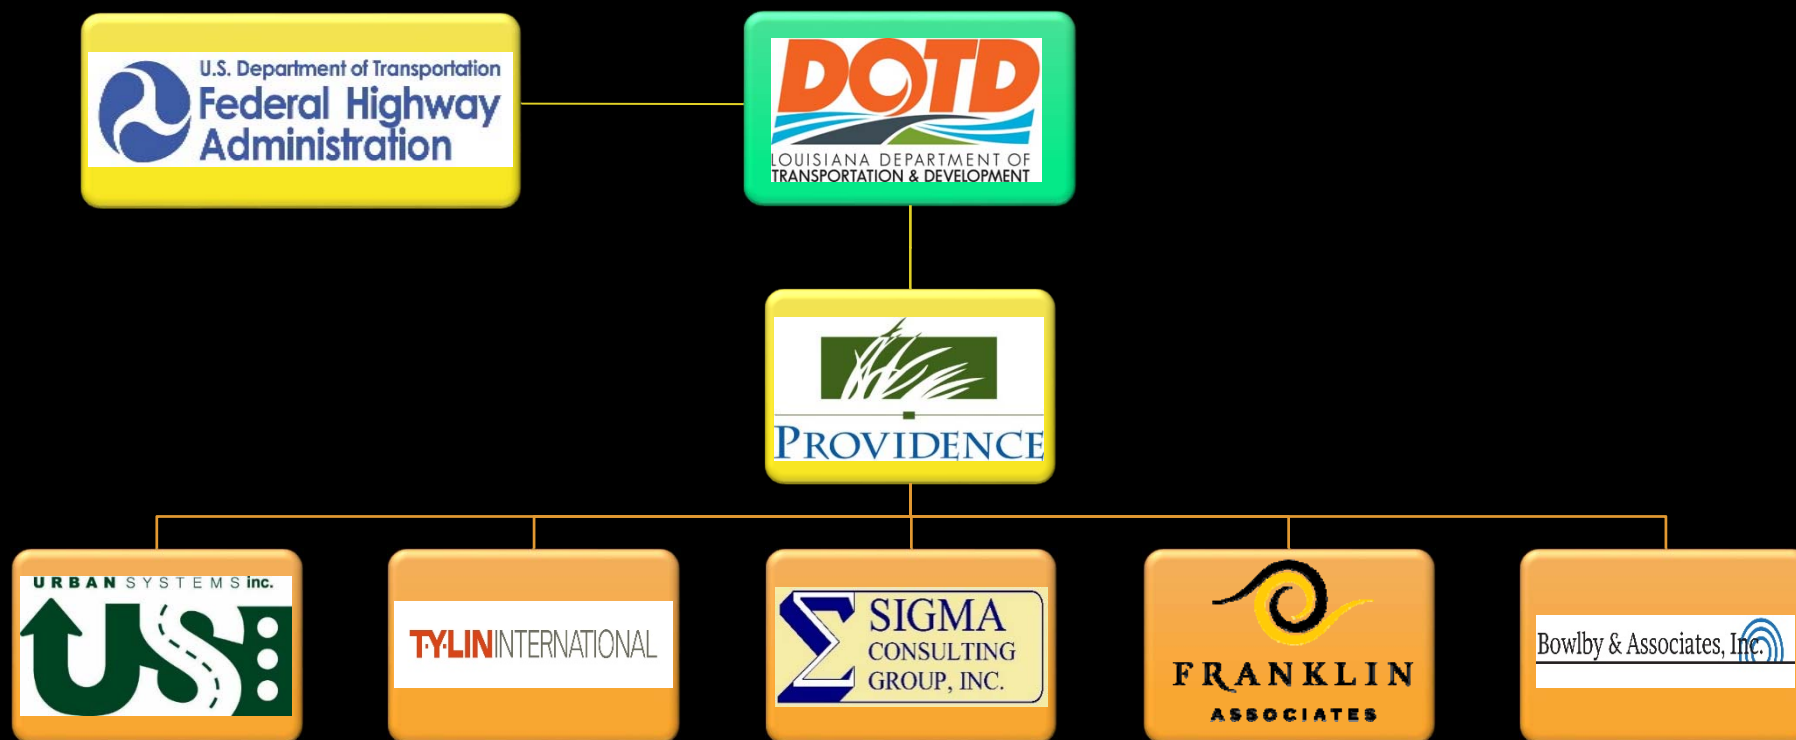 U.S. Department of Transportation
Federal Highway
Administration
DOTD
LOUISIANA DEPARTMENT OF
TRANSPORTATION & DEVELOPMENT
PROVIDENCE
URBAN SYSTEMS inc.
USI
T·Y·LIN INTERNATIONAL
Σ SIGMA
CONSULTING
GROUP, INC.
FRANKLIN
ASSOCIATES
Bowlby & Associates, Inc.